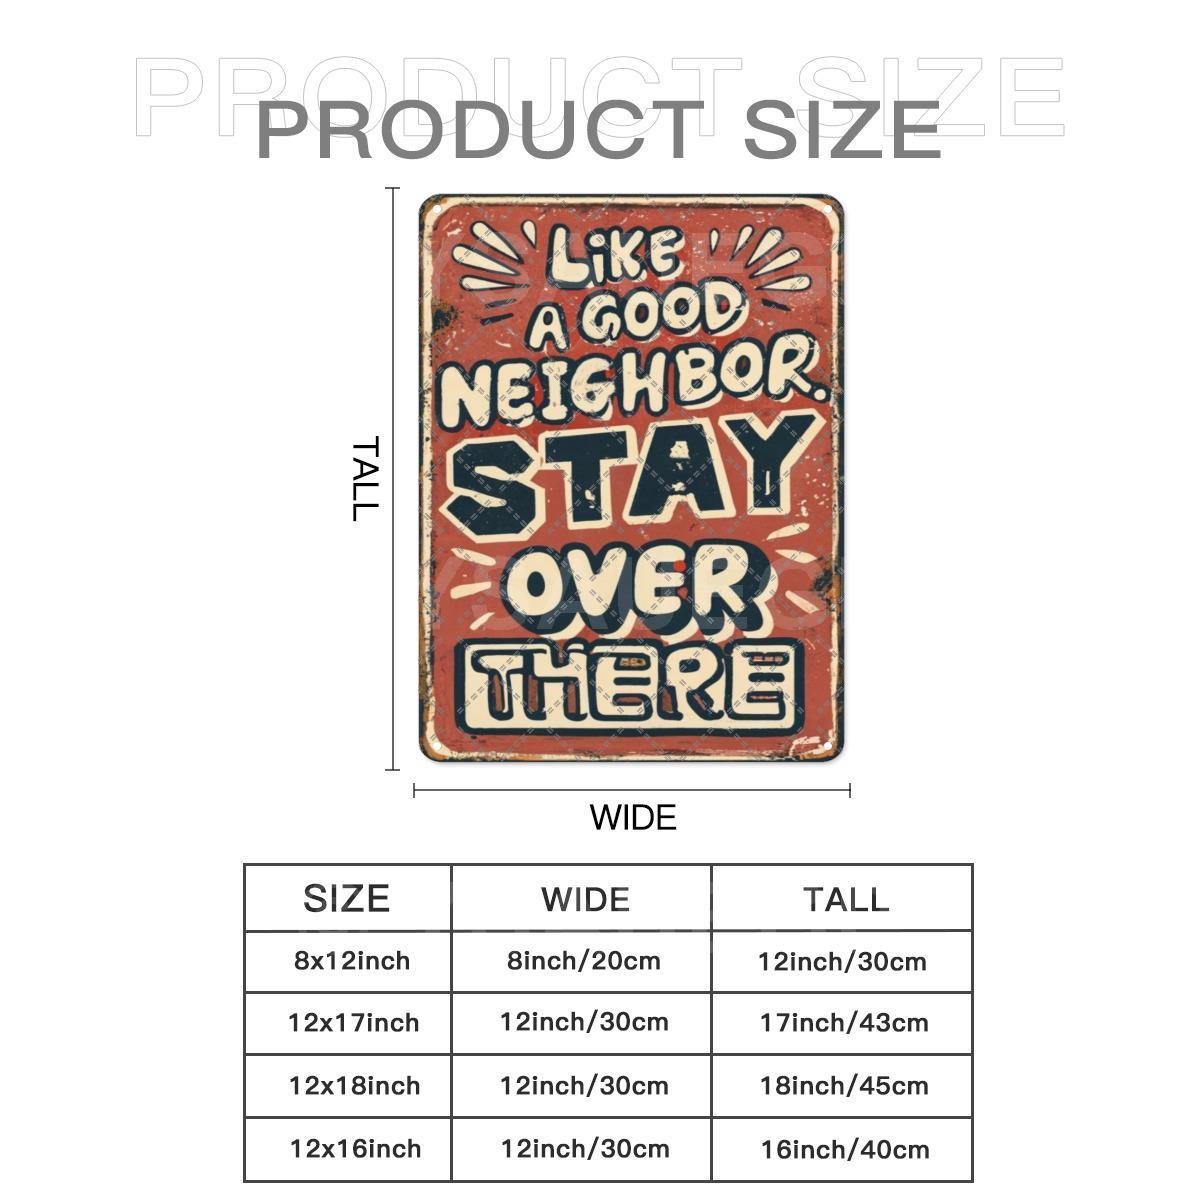 PRODUCT SIZE
PRODUCT SIZE
LiKE
A GOOD
NEIGHBOR.
STAY
OVER
THERE
TALL
WIDE
SIZE WIDE TALL
8x12inch 8inch/20cm 12inch/30cm
12x17inch 12inch/30cm 17inch/43cm
12x18inch 12inch/30cm 18inch/45cm
12x16inch 12inch/30cm 16inch/40cm